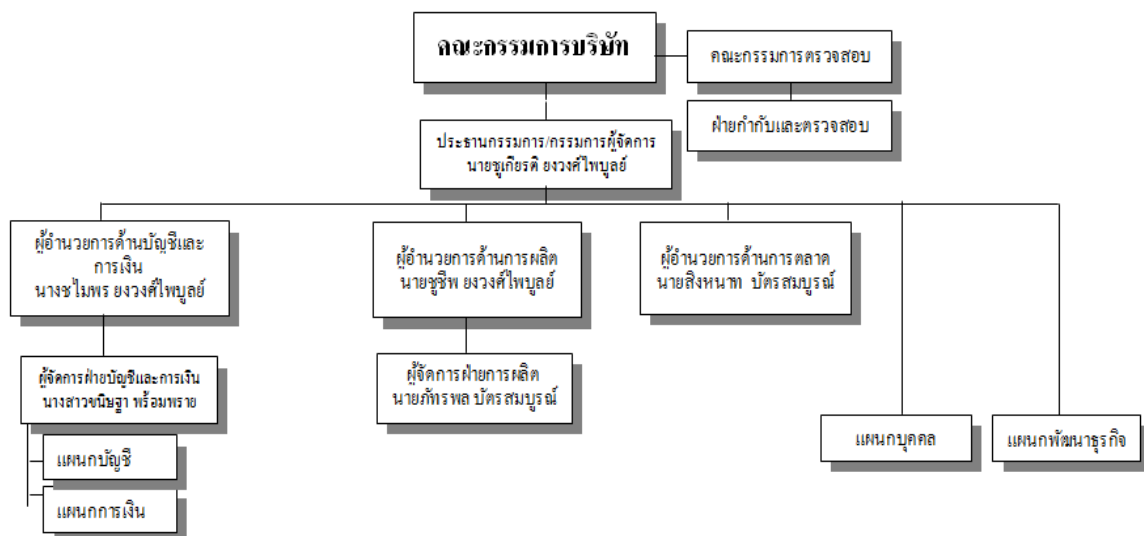 คณะกรรมการบริษัท
คณะกรรมการตรวจสอบ
ฝ่ายกำกับและตรวจสอบ
ประธานกรรมการ/กรรมการผู้จัดการ
นายชูเกียรติ ยงวงศ์ไพบูลย์
ผู้อำนวยการด้านบัญชีและ
การเงิน
นางชไมพร ยงวงศ์ไพบูลย์
ผู้อำนวยการด้านการผลิต
นายชูชีพ ยงวงศ์ไพบูลย์
ผู้อำนวยการด้านการตลาด
นายสิงหนาท บัตรสมบูรณ์
ผู้จัดการฝ่ายบัญชีและการเงิน
นางสาวขนิษฐา พร้อมพราย
ผู้จัดการฝ่ายการผลิต
นายภัทรพล บัตรสมบูรณ์
แผนกบัญชี
แผนกการเงิน
แผนกบุคคล
แผนกพัฒนาธุรกิจ